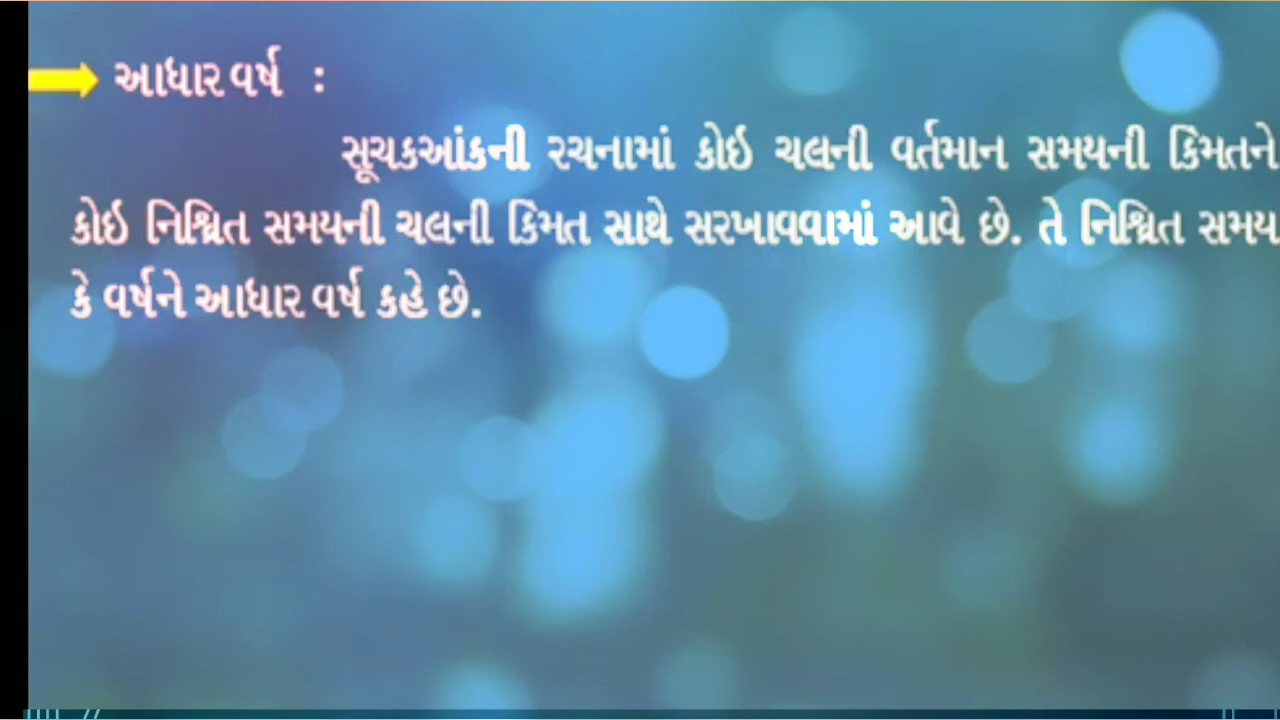 આધાર વર્ષ :
સૂચકઆંકની રચનામાં કોઇ ચલની વર્તમાન સમયની કિંમતને
કોઇ નિશ્ચિત સમયની ચલની કિંમત સાથે સરખાવવામાં આવે છે. તે નિશ્ચિત સમય
કે વર્ષને આધાર વર્ષ કહે છે.